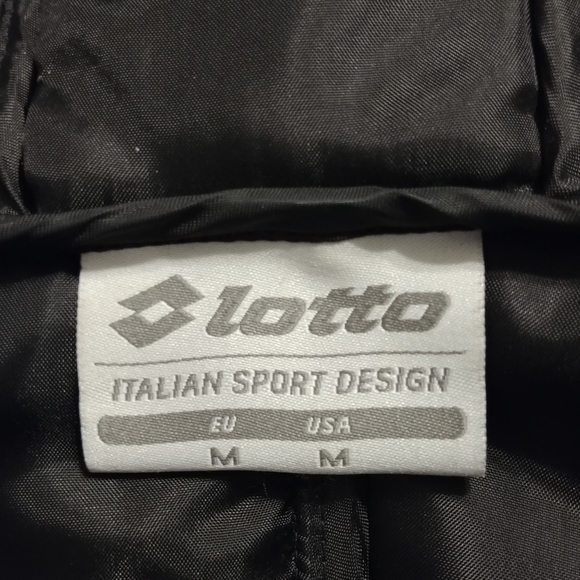 lotto
ITALIAN SPORT DESIGN
EU USA
M M